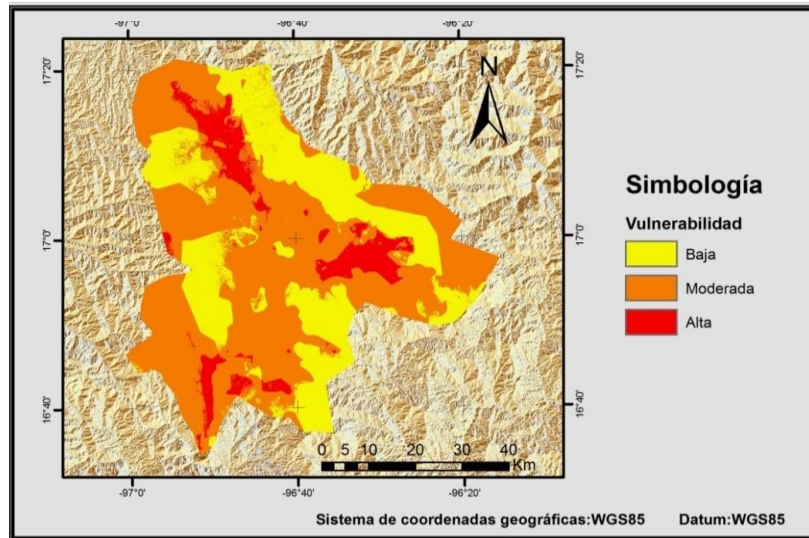 -97°0' -96°40' -96°20'
17°20' 17°20'
N
Simbología
Vulnerabilidad
17°0' 17°0'
Baja
Moderada
Alta
16°40' 16°40'
0 5 10 20 30 40
Km
-97°0' -96°40' -96°20'
Sistema de coordenadas geográficas:WGS85 Datum:WGS85